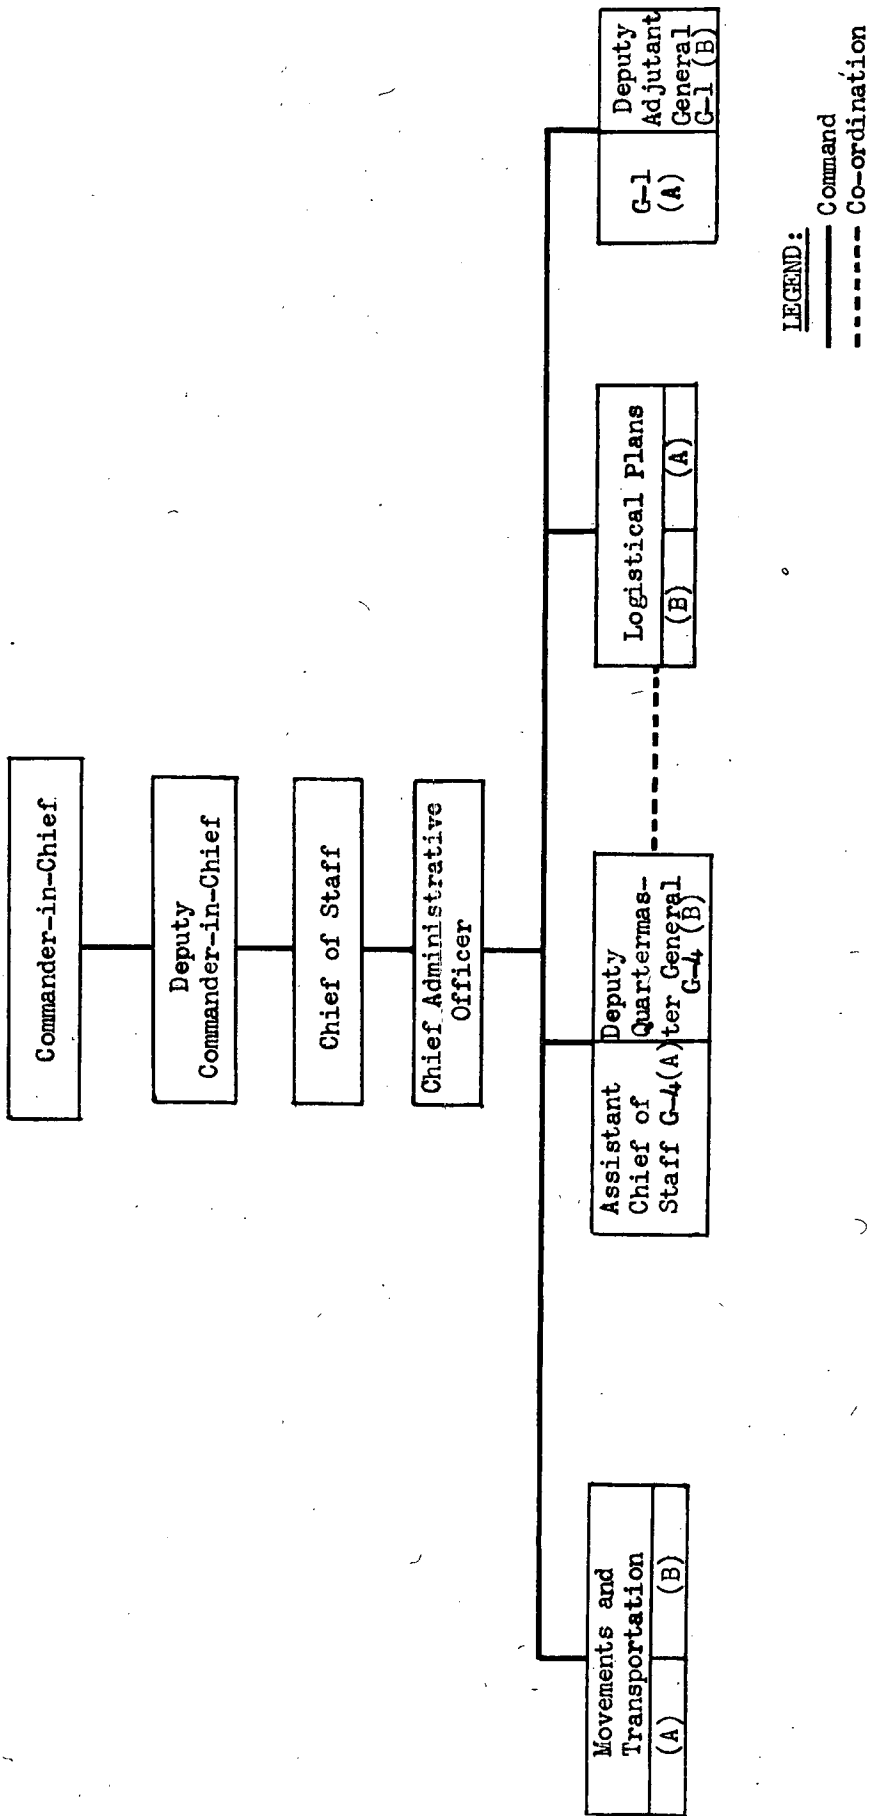 Commander-in-Chief
Deputy
Commander-in-Chief
Chief of Staff
Chief Administrative
Officer
Movements and
Transportation
(A)
(B)
Assistant
Chief of
Staff G-4(A)
Deputy
Quartermas-
ter General
G-4 (B)
Logistical Plans
(B)
(A)
G-1
(A)
Deputy
Adjutant
General
G-1 (B)
LEGEND:
Command
Co-ordination